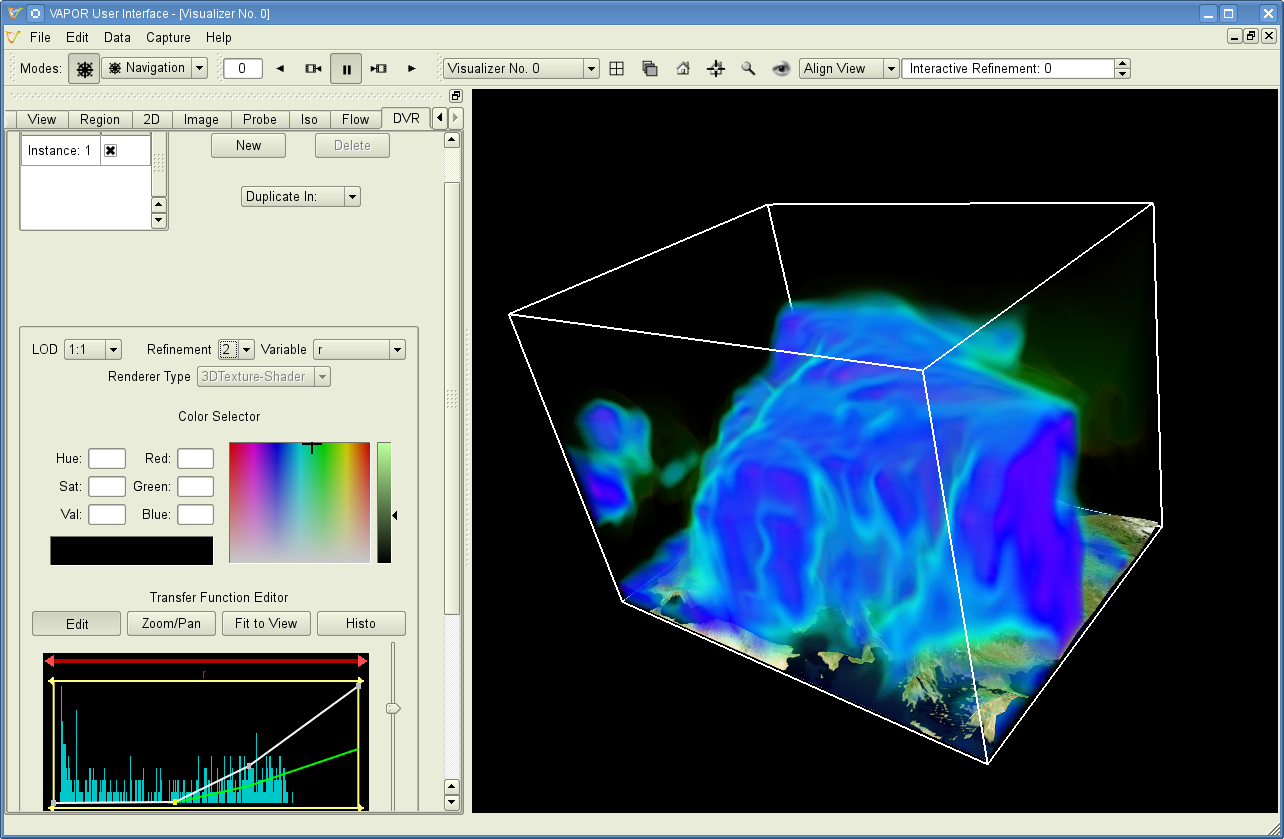 VAPOR User Interface - [Visualizer No. 0]
File Edit Data Capture Help
Modes: Navigation 0 Visualizer No. 0 Align View Interactive Refinement: 0
View Region 2D Image Probe Iso Flow DVR
Instance: 1 New Delete
Duplicate In:
LOD 1:1 Refinement 2 Variable r
Renderer Type 3DTexture-Shader
Color Selector
Hue: Red:
Sat: Green:
Val: Blue:
Transfer Function Editor
Edit Zoom/Pan Fit to View Histo
r